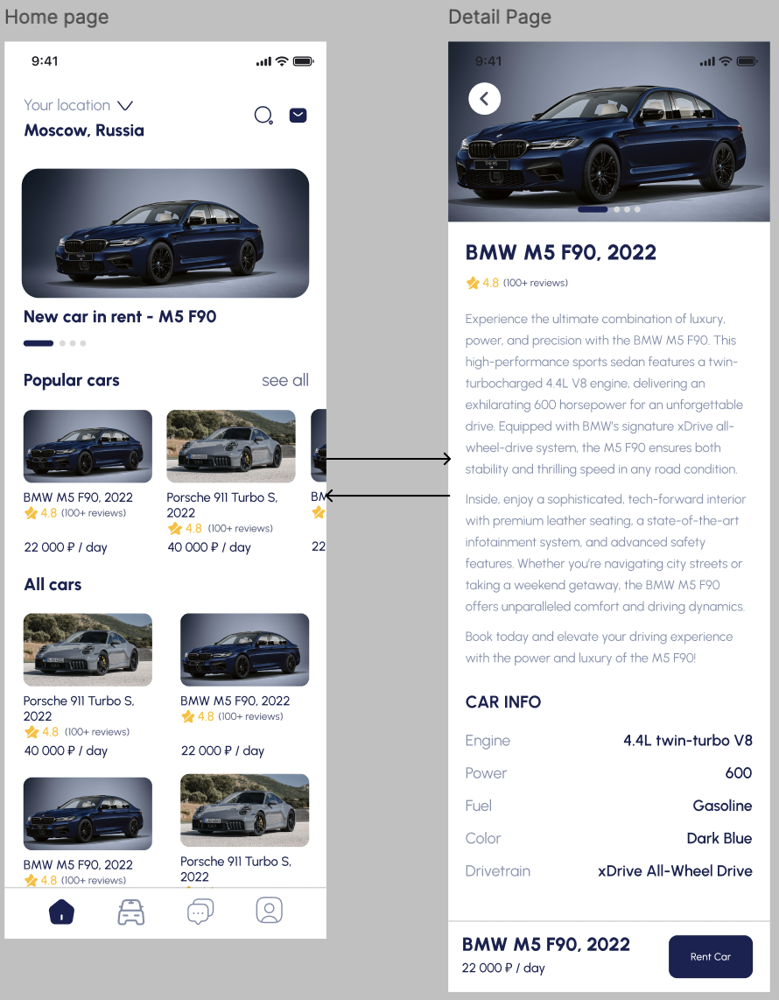 Home page
9:41
Your location
Moscow, Russia
New car in rent - M5 F90
Popular cars
see all
BMW M5 F90, 2022
4.8 (100+ reviews)
22 000 ₽ / day
Porsche 911 Turbo S,
2022
4.8 (100+ reviews)
40 000 ₽ / day
BM
22
All cars
Porsche 911 Turbo S,
2022
4.8 (100+ reviews)
40 000 ₽ / day
BMW M5 F90, 2022
4.8 (100+ reviews)
22 000 ₽ / day
BMW M5 F90, 2022
4.8 (100+ reviews)
Porsche 911 Turbo S,
2022
Detail Page
9:41
THE M5
BMW M5 F90, 2022
4.8 (100+ reviews)
Experience the ultimate combination of luxury,
power, and precision with the BMW M5 F90. This
high-performance sports sedan features a twin-
turbocharged 4.4L V8 engine, delivering an
exhilarating 600 horsepower for an unforgettable
drive. Equipped with BMW's signature xDrive all-
wheel-drive system, the M5 F90 ensures both
stability and thrilling speed in any road condition.
Inside, enjoy a sophisticated, tech-forward interior
with premium leather seating, a state-of-the-art
infotainment system, and advanced safety
features. Whether you're navigating city streets or
taking a weekend getaway, the BMW M5 F90
offers unparalleled comfort and driving dynamics.
Book today and elevate your driving experience
with the power and luxury of the M5 F90!
CAR INFO
Engine 4.4L twin-turbo V8
Power 600
Fuel Gasoline
Color Dark Blue
Drivetrain xDrive All-Wheel Drive
BMW M5 F90, 2022
22 000 ₽ / day
Rent Car